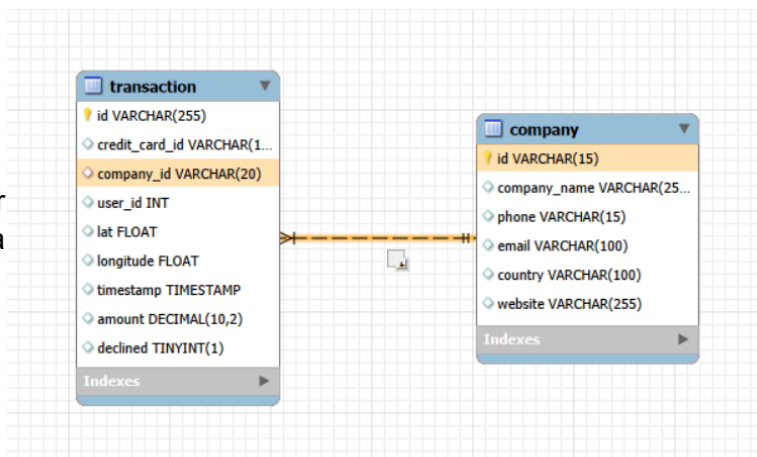 transaction
id VARCHAR(255)
credit_card_id VARCHAR(1...
company_id VARCHAR(20)
user_id INT
lat FLOAT
longitude FLOAT
timestamp TIMESTAMP
amount DECIMAL(10,2)
declined TINYINT(1)
Indexes
company
id VARCHAR(15)
company_name VARCHAR(25...
phone VARCHAR(15)
email VARCHAR(100)
country VARCHAR(100)
website VARCHAR(255)
Indexes
r
a